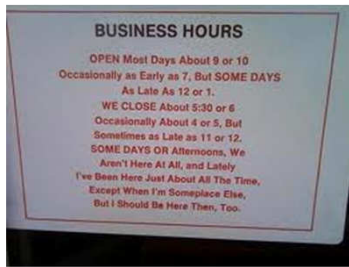 BUSINESS HOURS
OPEN Most Days About 9 or 10
Occasionally as Early as 7, But SOME DAYS
As Late As 12 or 1.
WE CLOSE About 5:30 or 6
Occasionally About 4 or 5, But
Sometimes as Late as 11 or 12.
SOME DAYS OR Afternoons, We
Aren't Here At All, and Lately
I've Been Here Just About All The Time,
Except When I'm Someplace Else,
But I Should Be Here Then, Too.